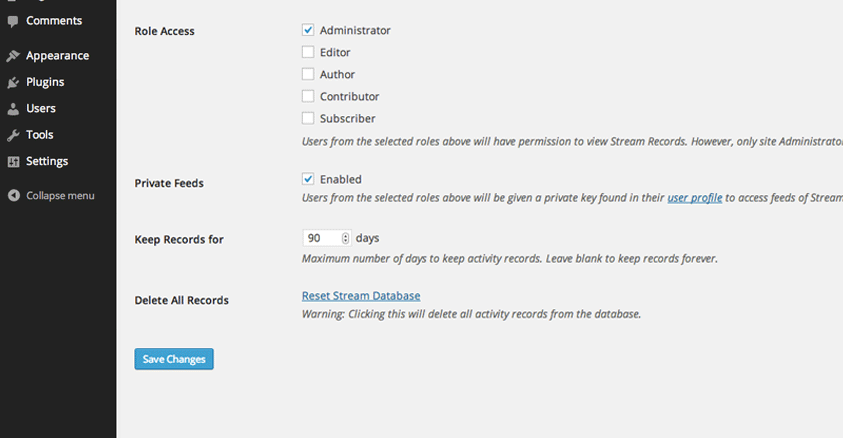 Comments
Appearance
Plugins
Users
Tools
Settings
Collapse menu
Role Access
Administrator
Editor
Author
Contributor
Subscriber
Users from the selected roles above will have permission to view Stream Records. However, only site Administrator
Private Feeds
Enabled
Users from the selected roles above will be given a private key found in their user profile to access feeds of Stream
Keep Records for
90 days
Maximum number of days to keep activity records. Leave blank to keep records forever.
Delete All Records
Reset Stream Database
Warning: Clicking this will delete all activity records from the database.
Save Changes